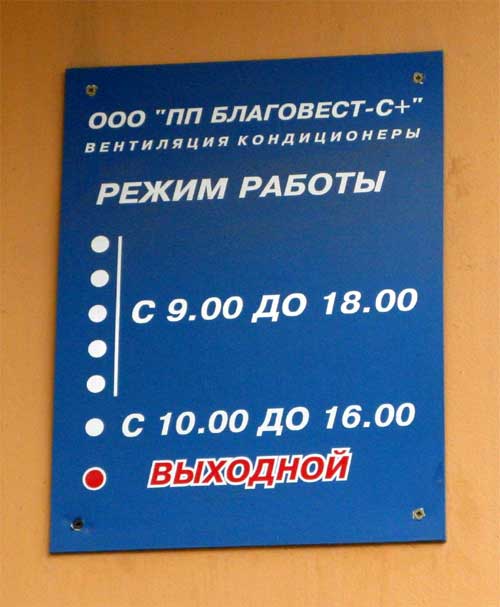 ООО "ПП БЛАГОВЕСТ-С+"
ВЕНТИЛЯЦИЯ КОНДИЦИОНЕРЫ
РЕЖИМ РАБОТЫ
С 9.00 ДО 18.00
С 10.00 ДО 16.00
ВЫХОДНОЙ